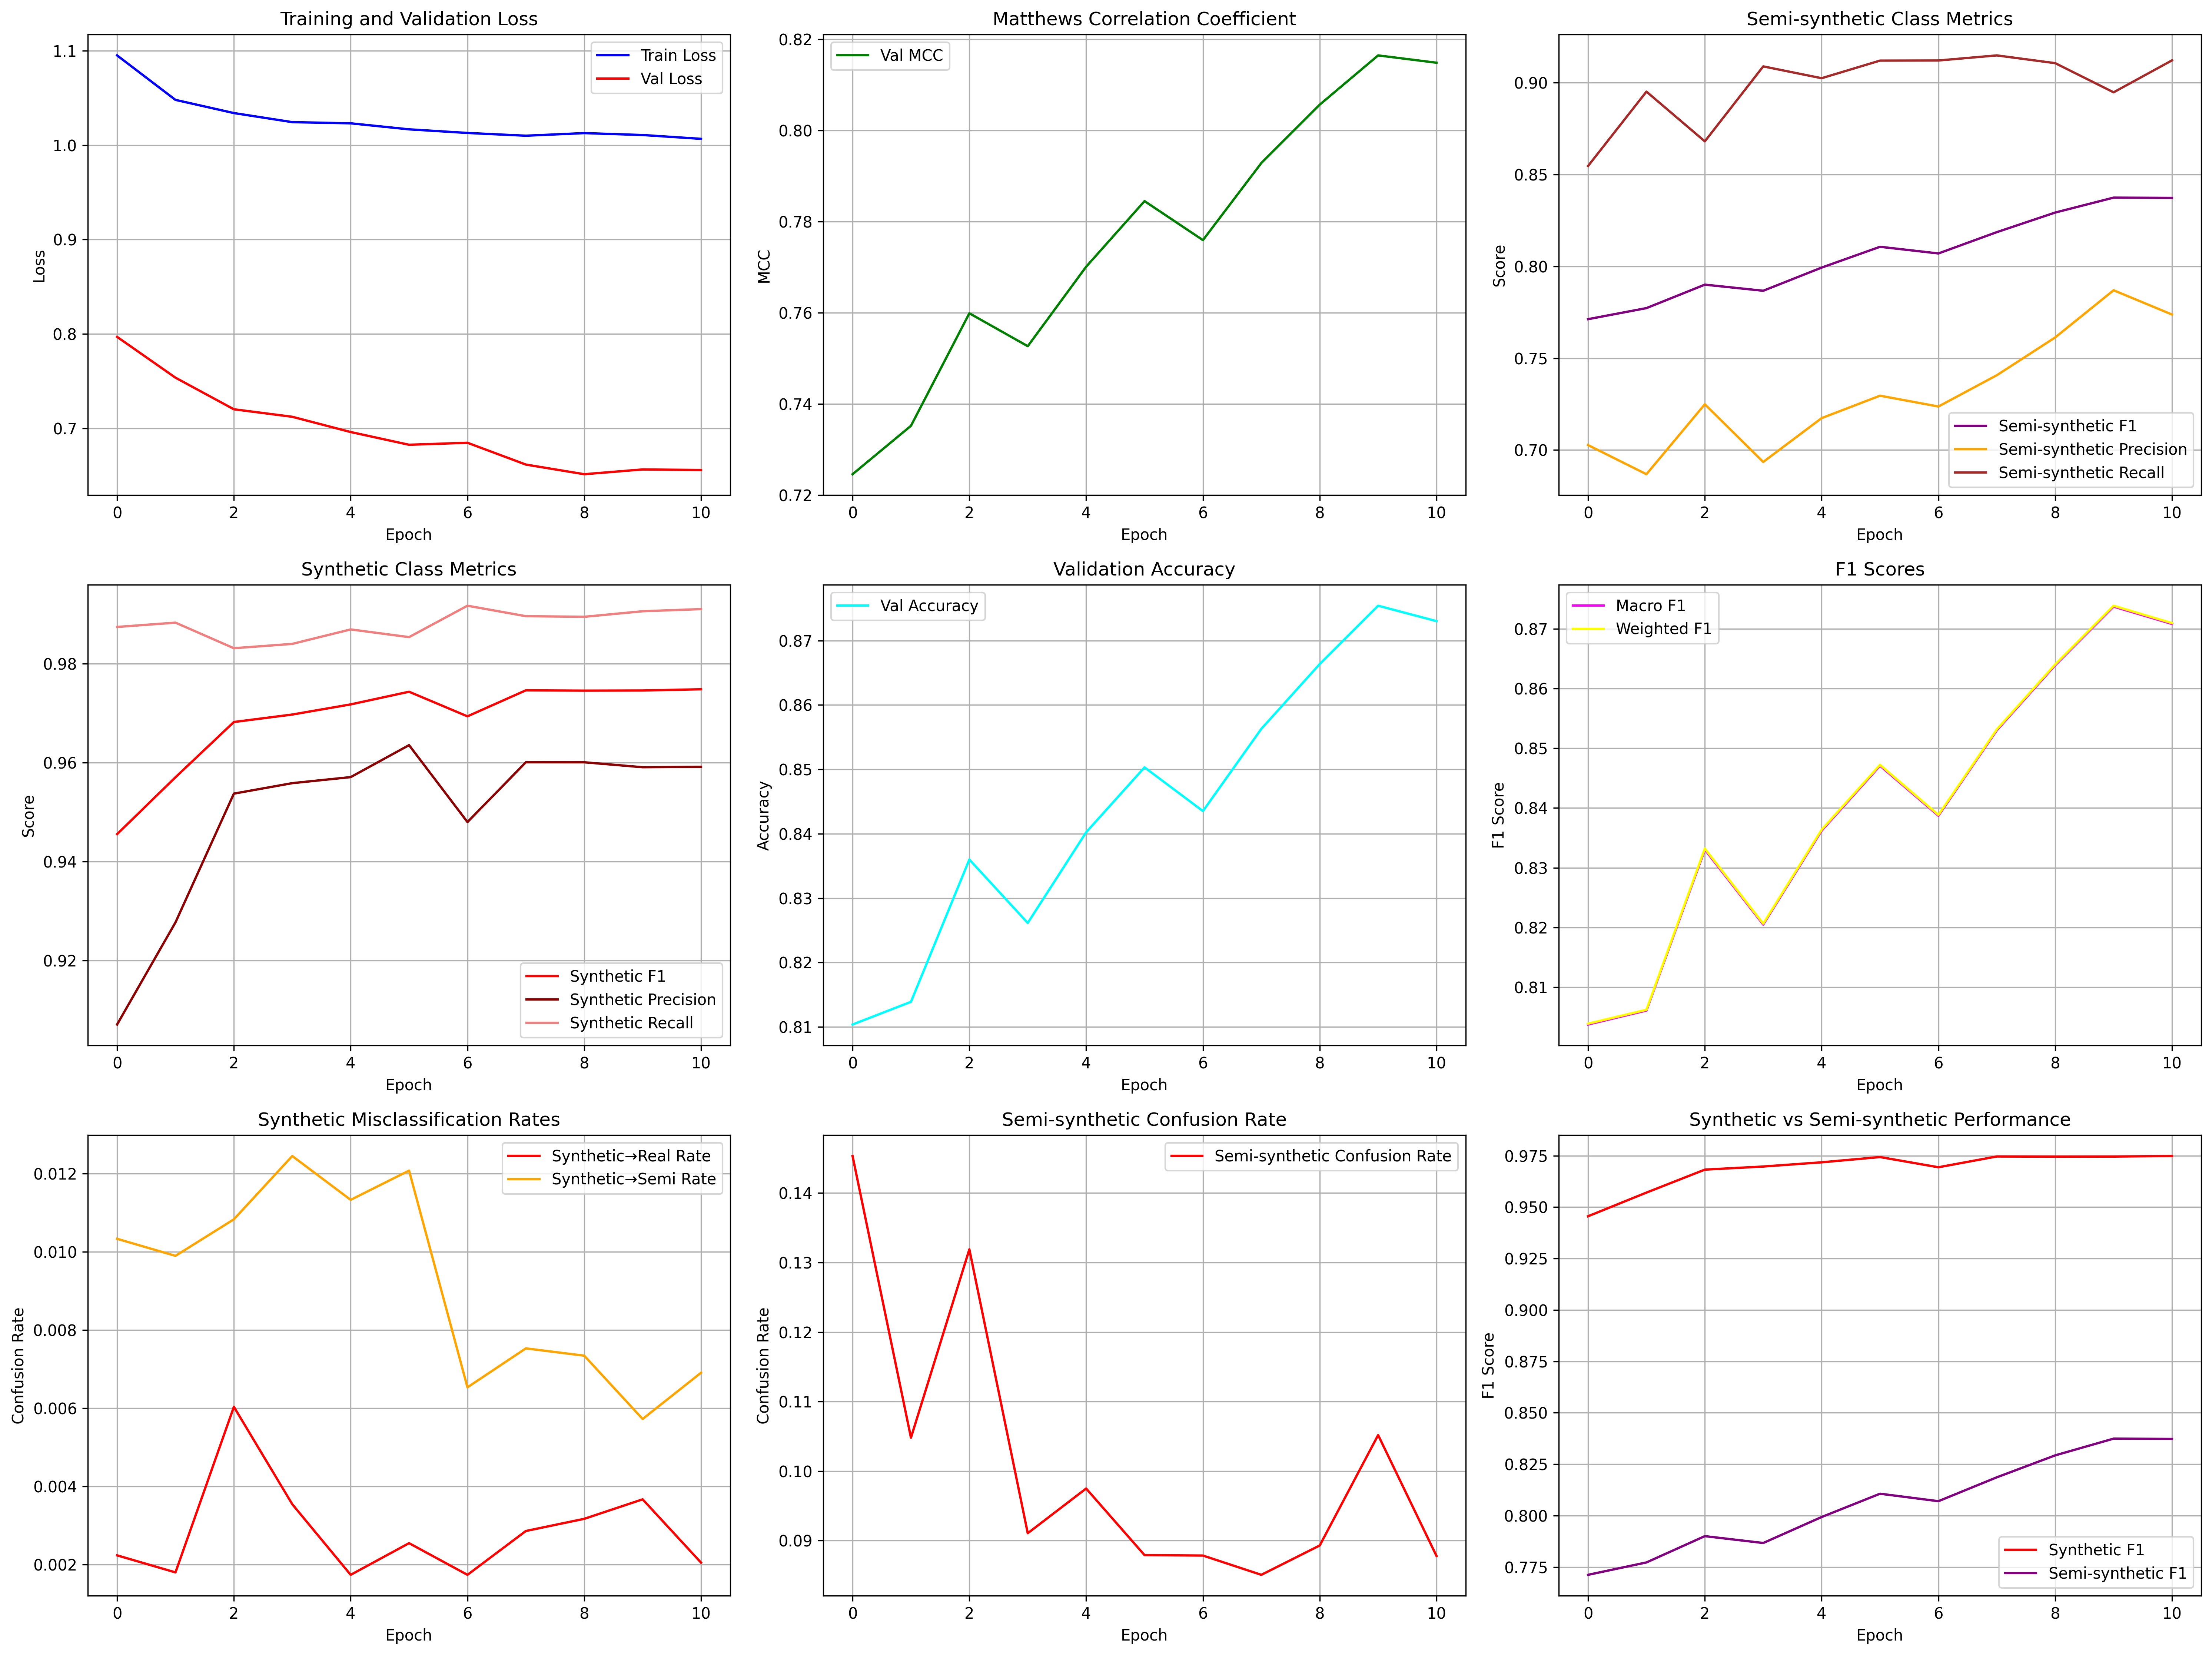 Training and Validation Loss
Train Loss
Val Loss
1.1
1.0
0.9
0.8
0.7
Loss
0 2 4 6 8 10
Epoch
Matthews Correlation Coefficient
Val MCC
0.82
0.80
0.78
0.76
0.74
0.72
MCC
0 2 4 6 8 10
Epoch
Semi-synthetic Class Metrics
0.90
0.85
0.80
0.75
0.70
Score
Semi-synthetic F1
Semi-synthetic Precision
Semi-synthetic Recall
0 2 4 6 8 10
Epoch
Synthetic Class Metrics
0.98
0.96
0.94
0.92
Score
Synthetic F1
Synthetic Precision
Synthetic Recall
0 2 4 6 8 10
Epoch
Validation Accuracy
Val Accuracy
0.87
0.86
0.85
0.84
0.83
0.82
0.81
Accuracy
0 2 4 6 8 10
Epoch
F1 Scores
Macro F1
Weighted F1
0.87
0.86
0.85
0.84
0.83
0.82
0.81
F1 Score
0 2 4 6 8 10
Epoch
Synthetic Misclassification Rates
Synthetic→Real Rate
Synthetic→Semi Rate
0.012
0.010
0.008
0.006
0.004
0.002
Confusion Rate
0 2 4 6 8 10
Epoch
Semi-synthetic Confusion Rate
Semi-synthetic Confusion Rate
0.14
0.13
0.12
0.11
0.10
0.09
Confusion Rate
0 2 4 6 8 10
Epoch
Synthetic vs Semi-synthetic Performance
0.975
0.950
0.925
0.900
0.875
0.850
0.825
0.800
0.775
F1 Score
Synthetic F1
Semi-synthetic F1
0 2 4 6 8 10
Epoch